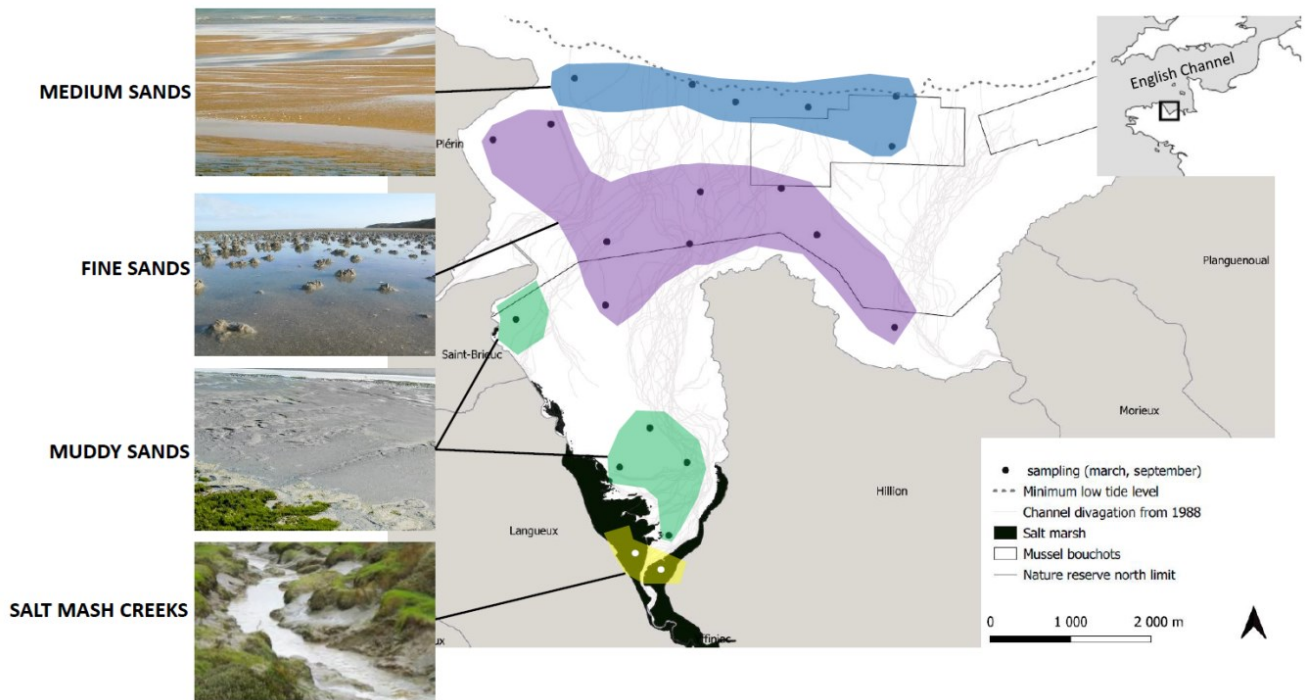 MEDIUM SANDS
FINE SANDS
MUDDY SANDS
SALT MASH CREEKS
English Channel
Plérin
Saint-Brieuc
Langueux
Hillion
Morieux
Planguenoual
sampling (march, september)
Minimum low tide level
Channel divagation from 1988
Salt marsh
Mussel bouchots
Nature reserve north limit
0 1 000 2 000 m